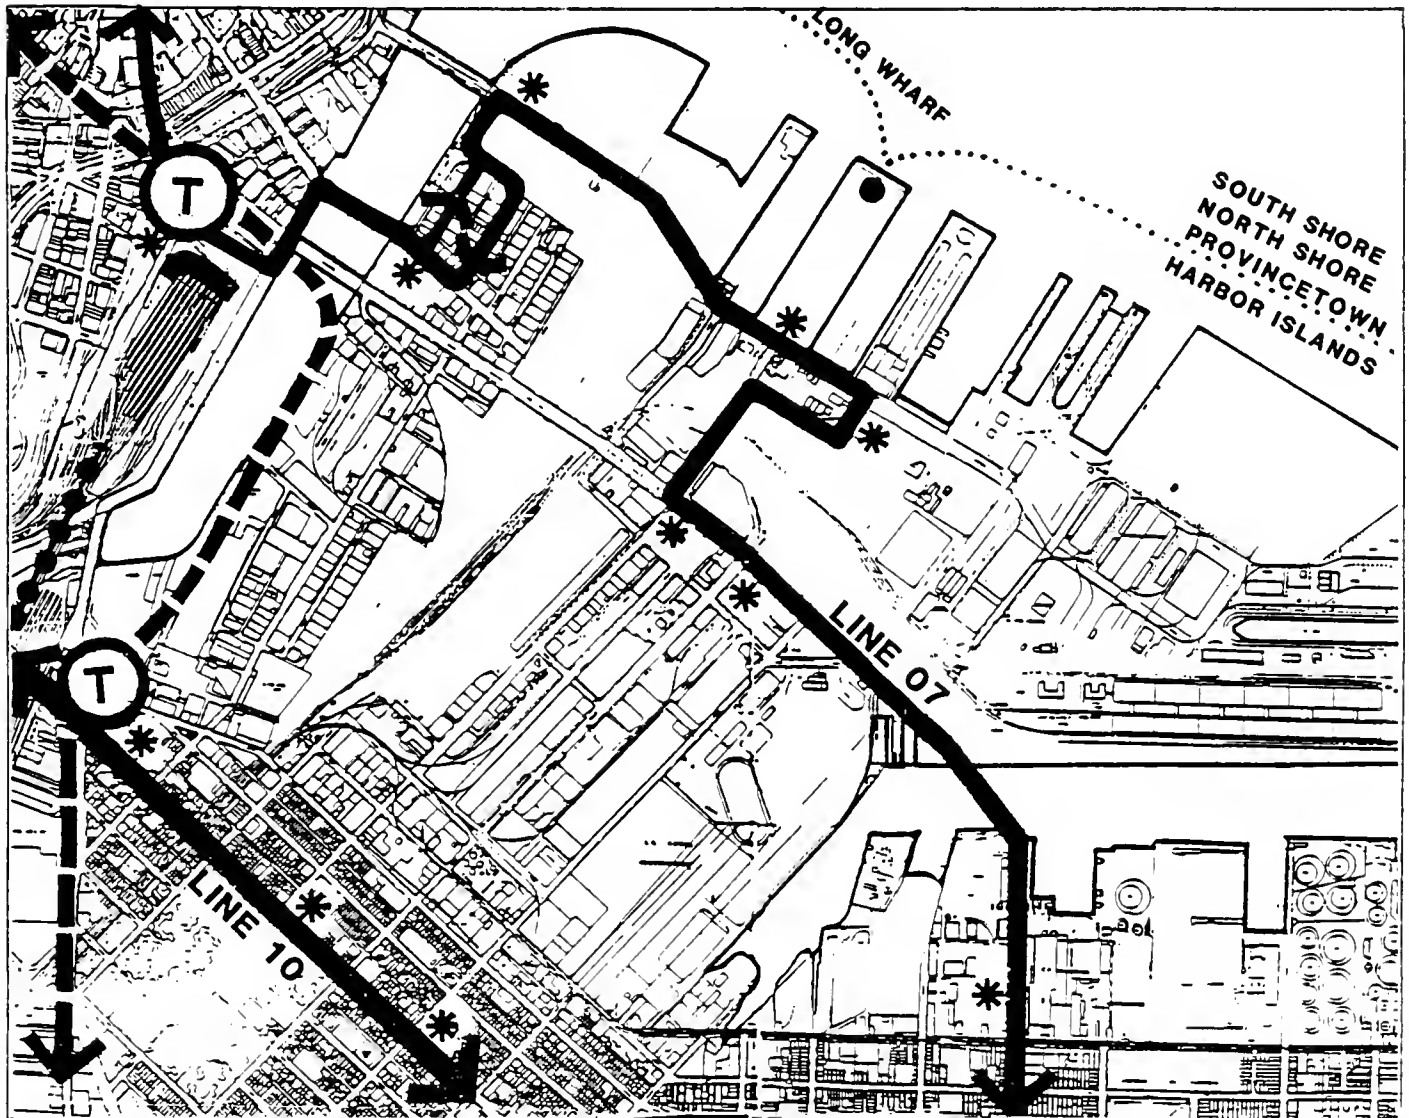 LONG WHARF
SOUTH SHORE
NORTH SHORE
PROVINCETOWN
HARBOR ISLANDS
T
LINE 07
T
LINE 10